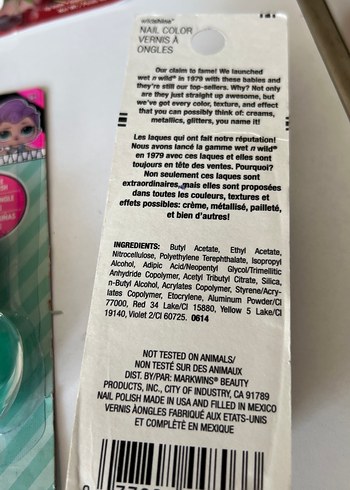 wildshine™
NAIL COLOR
VERNIS À
ONGLES
Our claim to fame! We launched
wet n wild® in 1979 with these babies and
they're still our top-sellers. Why? Not only
are they just straight up awesome, but
we've got every color, texture, and effect
that you can possibly think of: creams,
metallics, glitters, you name it!
Les laques qui ont fait notre réputation!
Nous avons lancé la gamme wet n wild®
en 1979 avec ces laques et elles sont
toujours en tête des ventes. Pourquoi?
Non seulement ces laques sont
extraordinaires, mais elles sont proposées
dans toutes les couleurs, textures et
effets possibles: crème, métallisé, pailleté,
et bien d'autres!
INGREDIENTS: Butyl Acetate, Ethyl Acetate,
Nitrocellulose, Polyethylene Terephthalate, Isopropyl
Alcohol, Adipic Acid/Neopentyl Glycol/Trimellitic
Anhydride Copolymer, Acetyl Tributyl Citrate, Silica,
n-Butyl Alcohol, Acrylates Copolymer, Styrene/Acry-
lates Copolymer, Etocrylene, Aluminum Powder/CI
77000, Red 34 Lake/CI 15880, Yellow 5 Lake/CI
19140, Violet 2/CI 60725. 0614
NOT TESTED ON ANIMALS/
NON TESTÉ SUR DES ANIMAUX
DIST. BY/PAR: MARKWINS® BEAUTY
PRODUCTS, INC., CITY OF INDUSTRY, CA 91789
NAIL POLISH MADE IN USA AND FILLED IN MEXICO
VERNIS ÀONGLES FABRIQUÉ AUX ETATS-UNIS
ET COMPLÈTÉ EN MEXIQUE